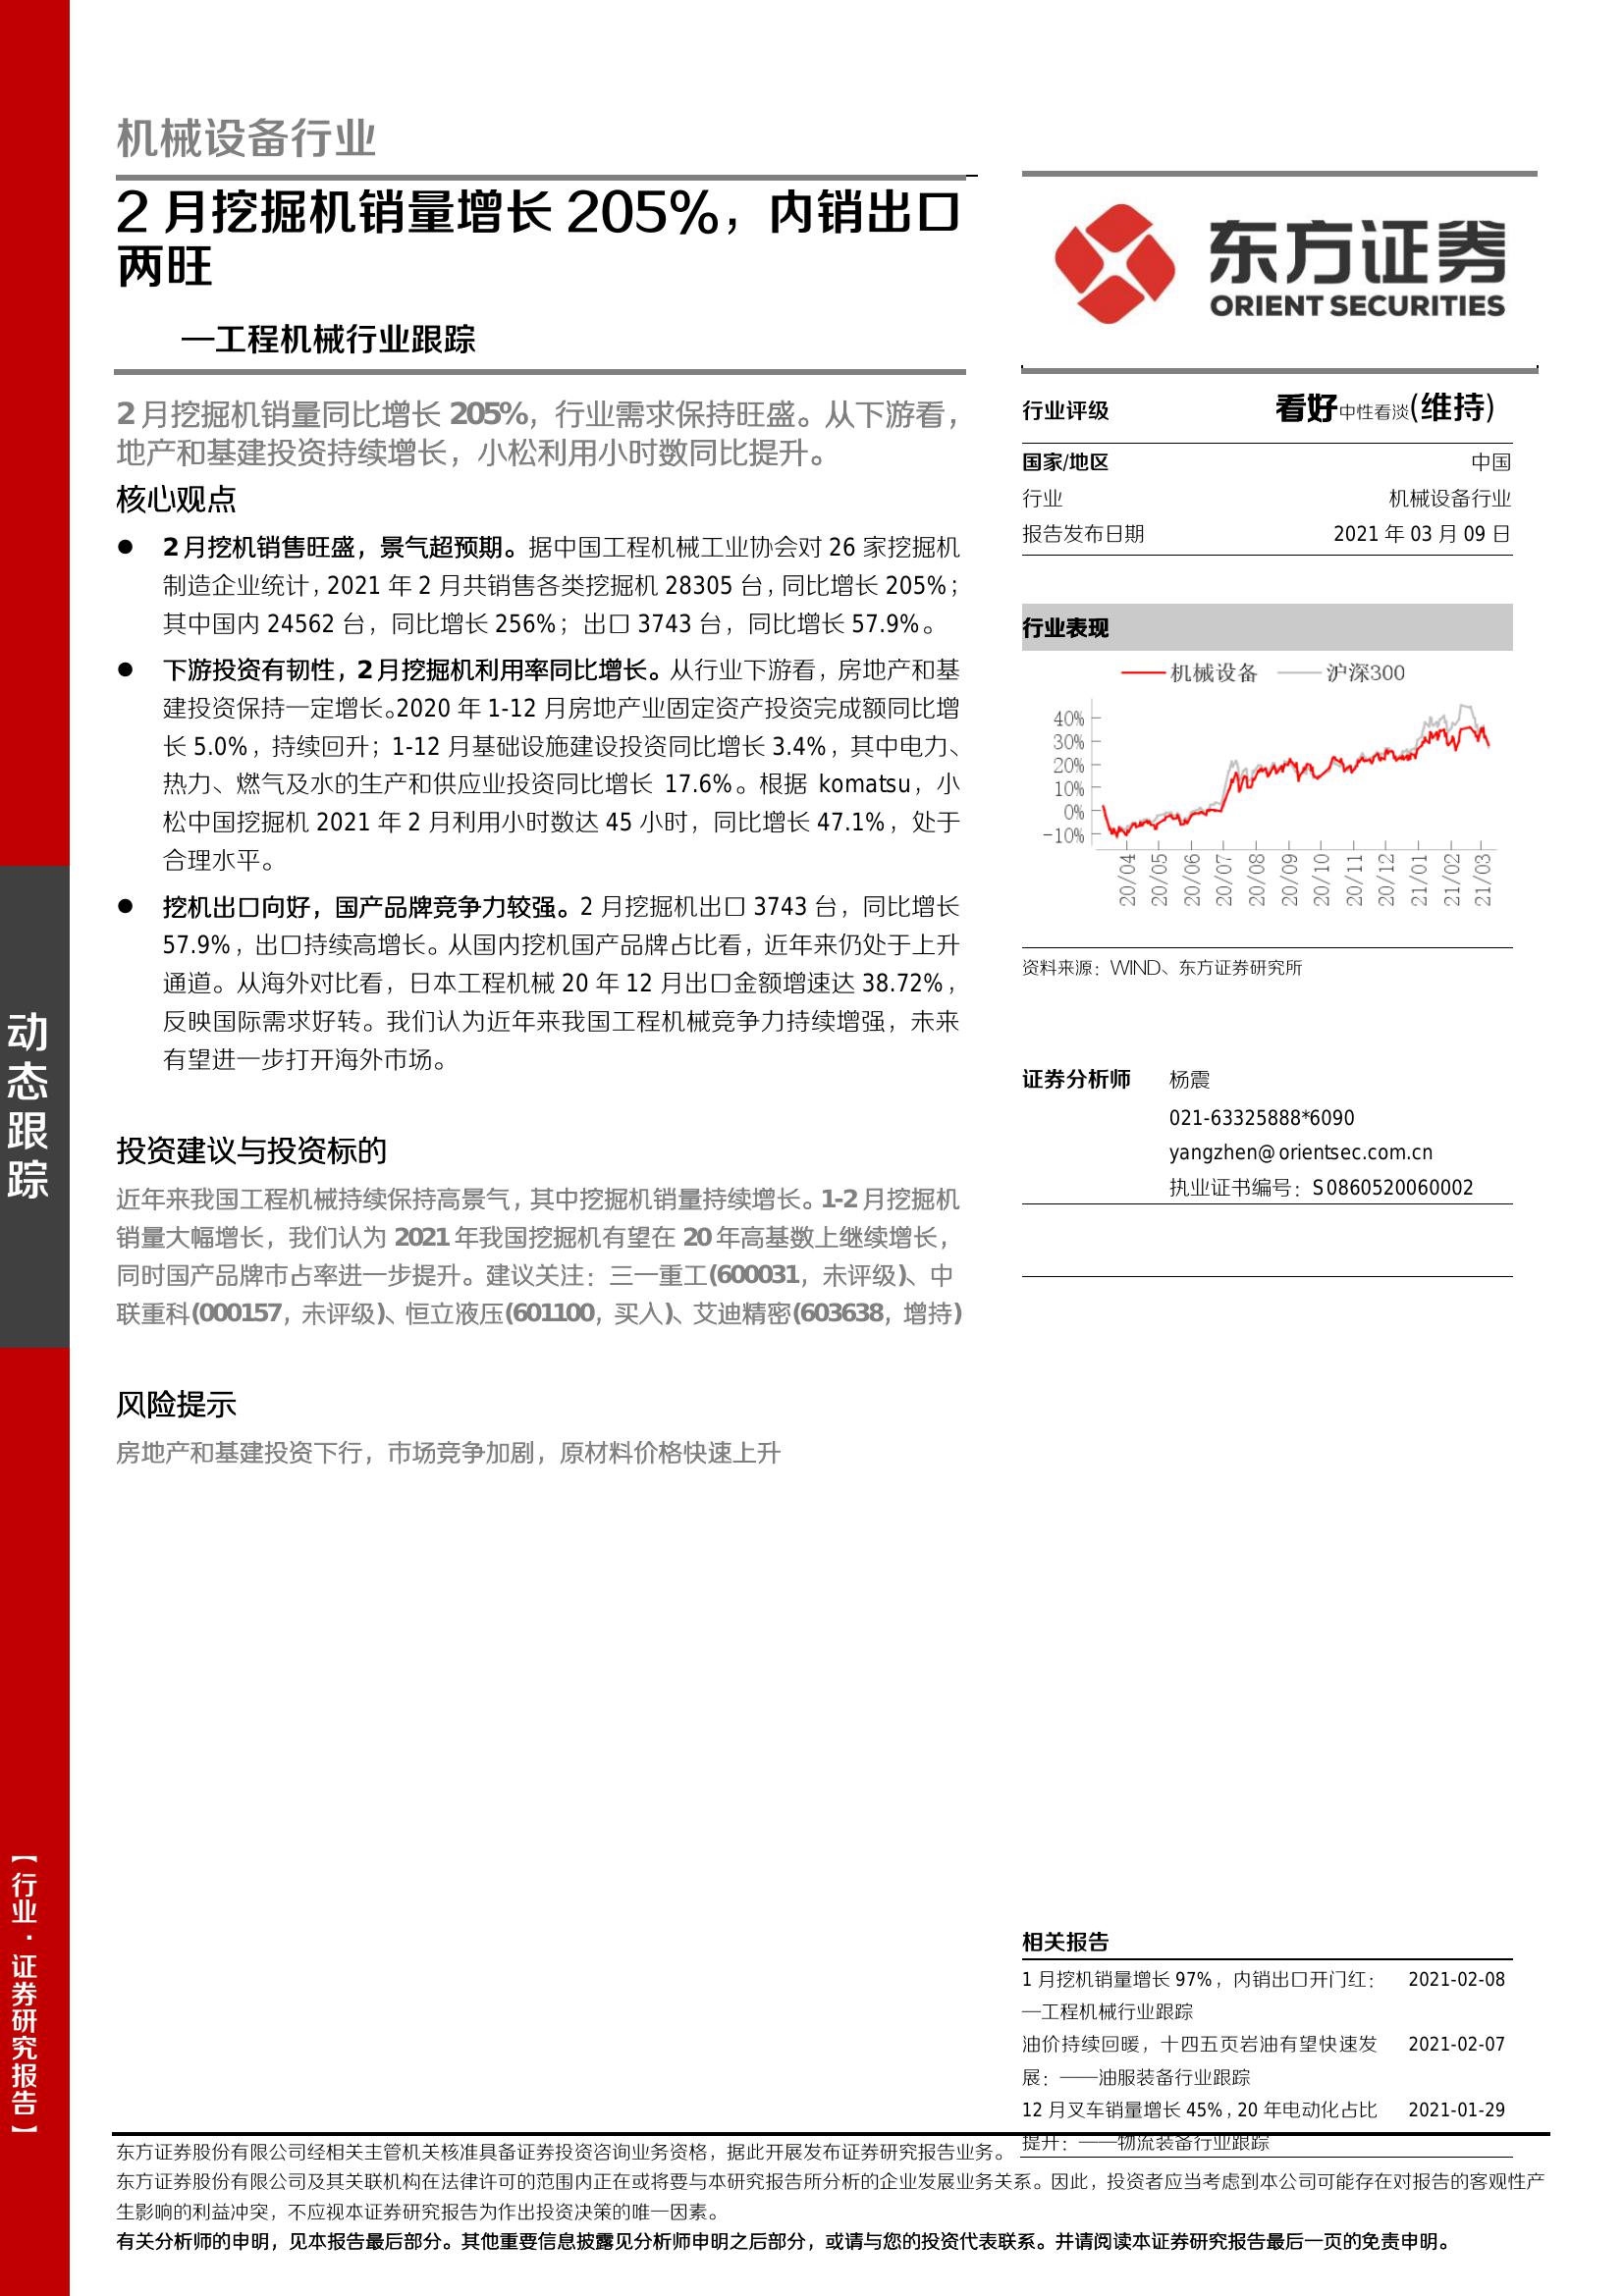 机械设备行业
2 月挖掘机销量增长 205%，内销出口
两旺
—工程机械行业跟踪
2 月挖掘机销量同比增长 205%，行业需求保持旺盛。从下游看，
地产和基建投资持续增长，小松利用小时数同比提升。
核心观点
● 2 月挖机销售旺盛，景气超预期。据中国工程机械工业协会对 26 家挖掘机
制造企业统计，2021 年 2 月共销售各类挖掘机 28305 台，同比增长 205%；
其中国内 24562 台，同比增长 256%；出口 3743 台，同比增长 57.9%。
● 下游投资有韧性，2 月挖掘机利用率同比增长。从行业下游看，房地产和基
建投资保持一定增长。2020 年 1-12 月房地产业固定资产投资完成额同比增
长 5.0%，持续回升；1-12 月基础设施建设投资同比增长 3.4%，其中电力、
热力、燃气及水的生产和供应业投资同比增长 17.6%。根据 komatsu，小
松中国挖掘机 2021 年 2 月利用小时数达 45 小时，同比增长 47.1%，处于
合理水平。
● 挖机出口向好，国产品牌竞争力较强。2 月挖掘机出口 3743 台，同比增长
57.9%，出口持续高增长。从国内挖机国产品牌占比看，近年来仍处于上升
通道。从海外对比看，日本工程机械 20 年 12 月出口金额增速达 38.72%，
反映国际需求好转。我们认为近年来我国工程机械竞争力持续增强，未来
有望进一步打开海外市场。
投资建议与投资标的
近年来我国工程机械持续保持高景气，其中挖掘机销量持续增长。1-2 月挖掘机
销量大幅增长，我们认为 2021 年我国挖掘机有望在 20 年高基数上继续增长，
同时国产品牌市占率进一步提升。建议关注：三一重工(600031，未评级)、中
联重科(000157，未评级)、恒立液压(601100，买入)、艾迪精密(603638，增持)
风险提示
房地产和基建投资下行，市场竞争加剧，原材料价格快速上升
东方证券
ORIENT SECURITIES
行业评级 看好中性看淡(维持)
国家/地区 中国
行业 机械设备行业
报告发布日期 2021 年 03 月 09 日
行业表现
机械设备 沪深300
40%
30%
20%
10%
0%
-10%
20/04 20/05 20/06 20/07 20/08 20/09 20/10 20/11 20/12 21/01 21/02 21/03
资料来源：WIND、东方证券研究所
证券分析师 杨震
021-63325888*6090
yangzhen@orientsec.com.cn
执业证书编号：S0860520060002
相关报告
1 月挖机销量增长 97%，内销出口开门红： 2021-02-08
—工程机械行业跟踪
油价持续回暖，十四五页岩油有望快速发 2021-02-07
展：——油服装备行业跟踪
12 月叉车销量增长 45%，20 年电动化占比 2021-01-29
提升：——物流装备行业跟踪
动态跟踪
【行业·证券研究报告】
东方证券股份有限公司经相关主管机关核准具备证券投资咨询业务资格，据此开展发布证券研究报告业务。
东方证券股份有限公司及其关联机构在法律许可的范围内正在或将要与本研究报告所分析的企业发展业务关系。因此，投资者应当考虑到本公司可能存在对报告的客观性产
生影响的利益冲突，不应视本证券研究报告为作出投资决策的唯一因素。
有关分析师的申明，见本报告最后部分。其他重要信息披露见分析师申明之后部分，或请与您的投资代表联系。并请阅读本证券研究报告最后一页的免责申明。